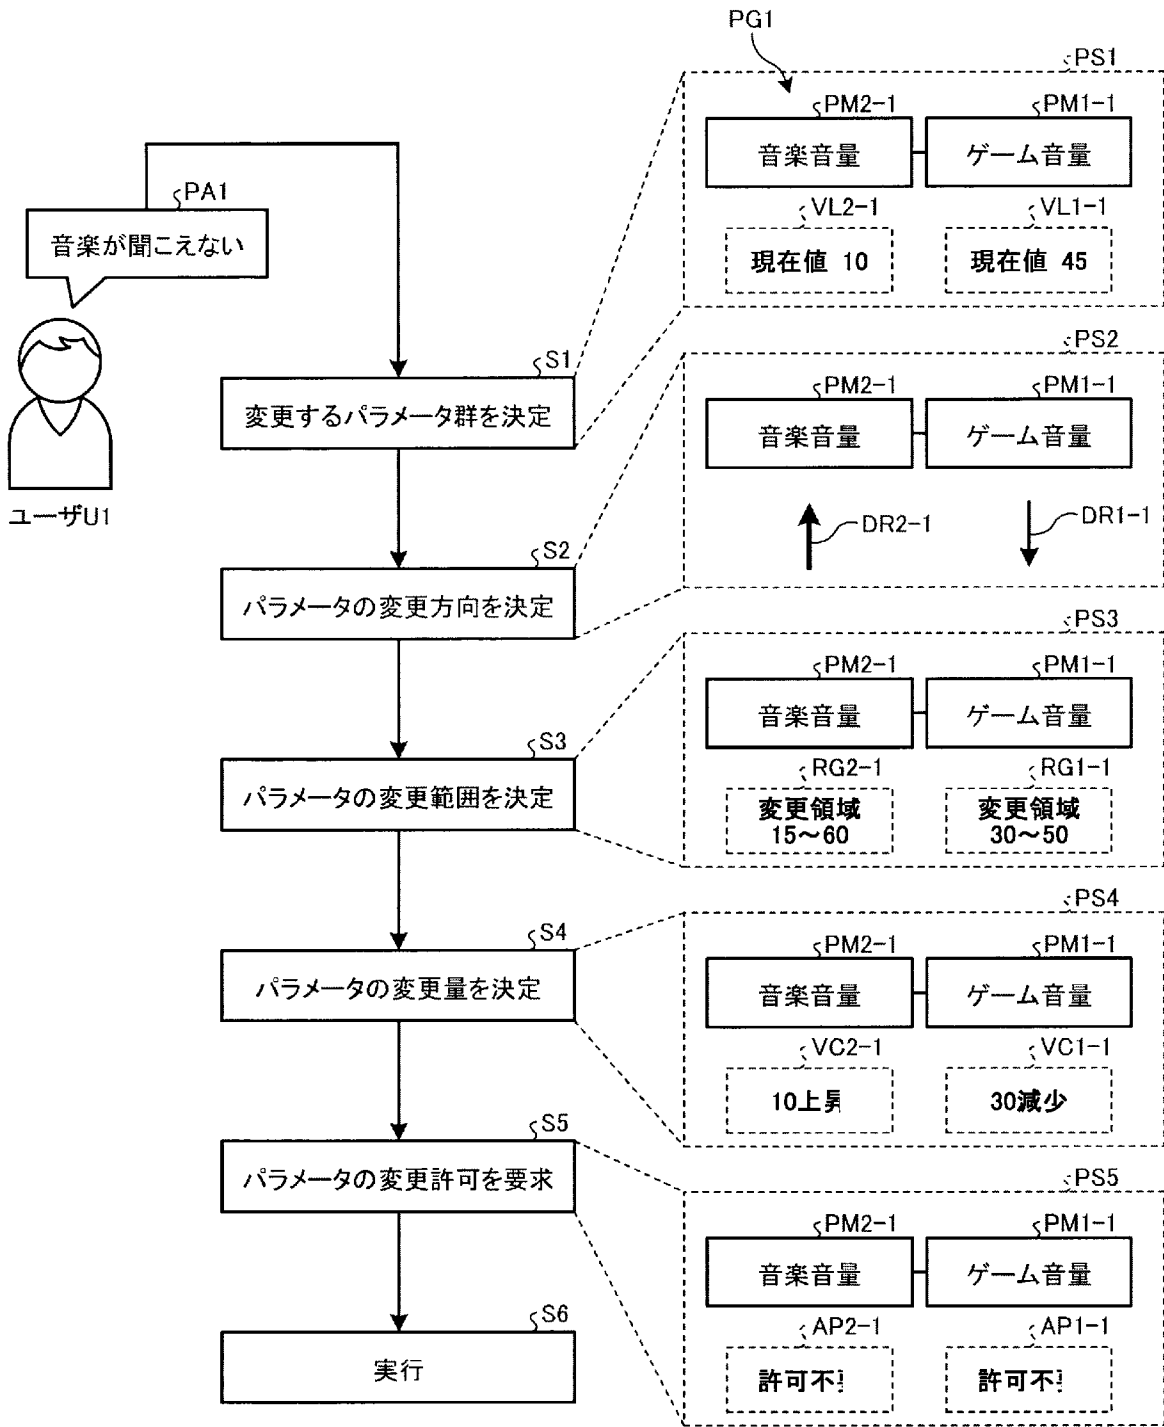 PG1
PS1
PM2-1
PM1-1
音楽音量
ゲーム音量
VL2-1
VL1-1
現在値 10
現在値 45
PA1
音楽が聞こえない
ユーザU1
S1
変更するパラメータ群を決定
PS2
PM2-1
PM1-1
音楽音量
ゲーム音量
DR2-1
DR1-1
S2
パラメータの変更方向を決定
PS3
PM2-1
PM1-1
音楽音量
ゲーム音量
RG2-1
RG1-1
変更領域
15～60
変更領域
30～50
S3
パラメータの変更範囲を決定
PS4
PM2-1
PM1-1
音楽音量
ゲーム音量
VC2-1
VC1-1
10上昇
30減少
S4
パラメータの変更量を決定
PS5
PM2-1
PM1-1
音楽音量
ゲーム音量
AP2-1
AP1-1
許可不
許可不
S5
パラメータの変更許可を要求
S6
実行